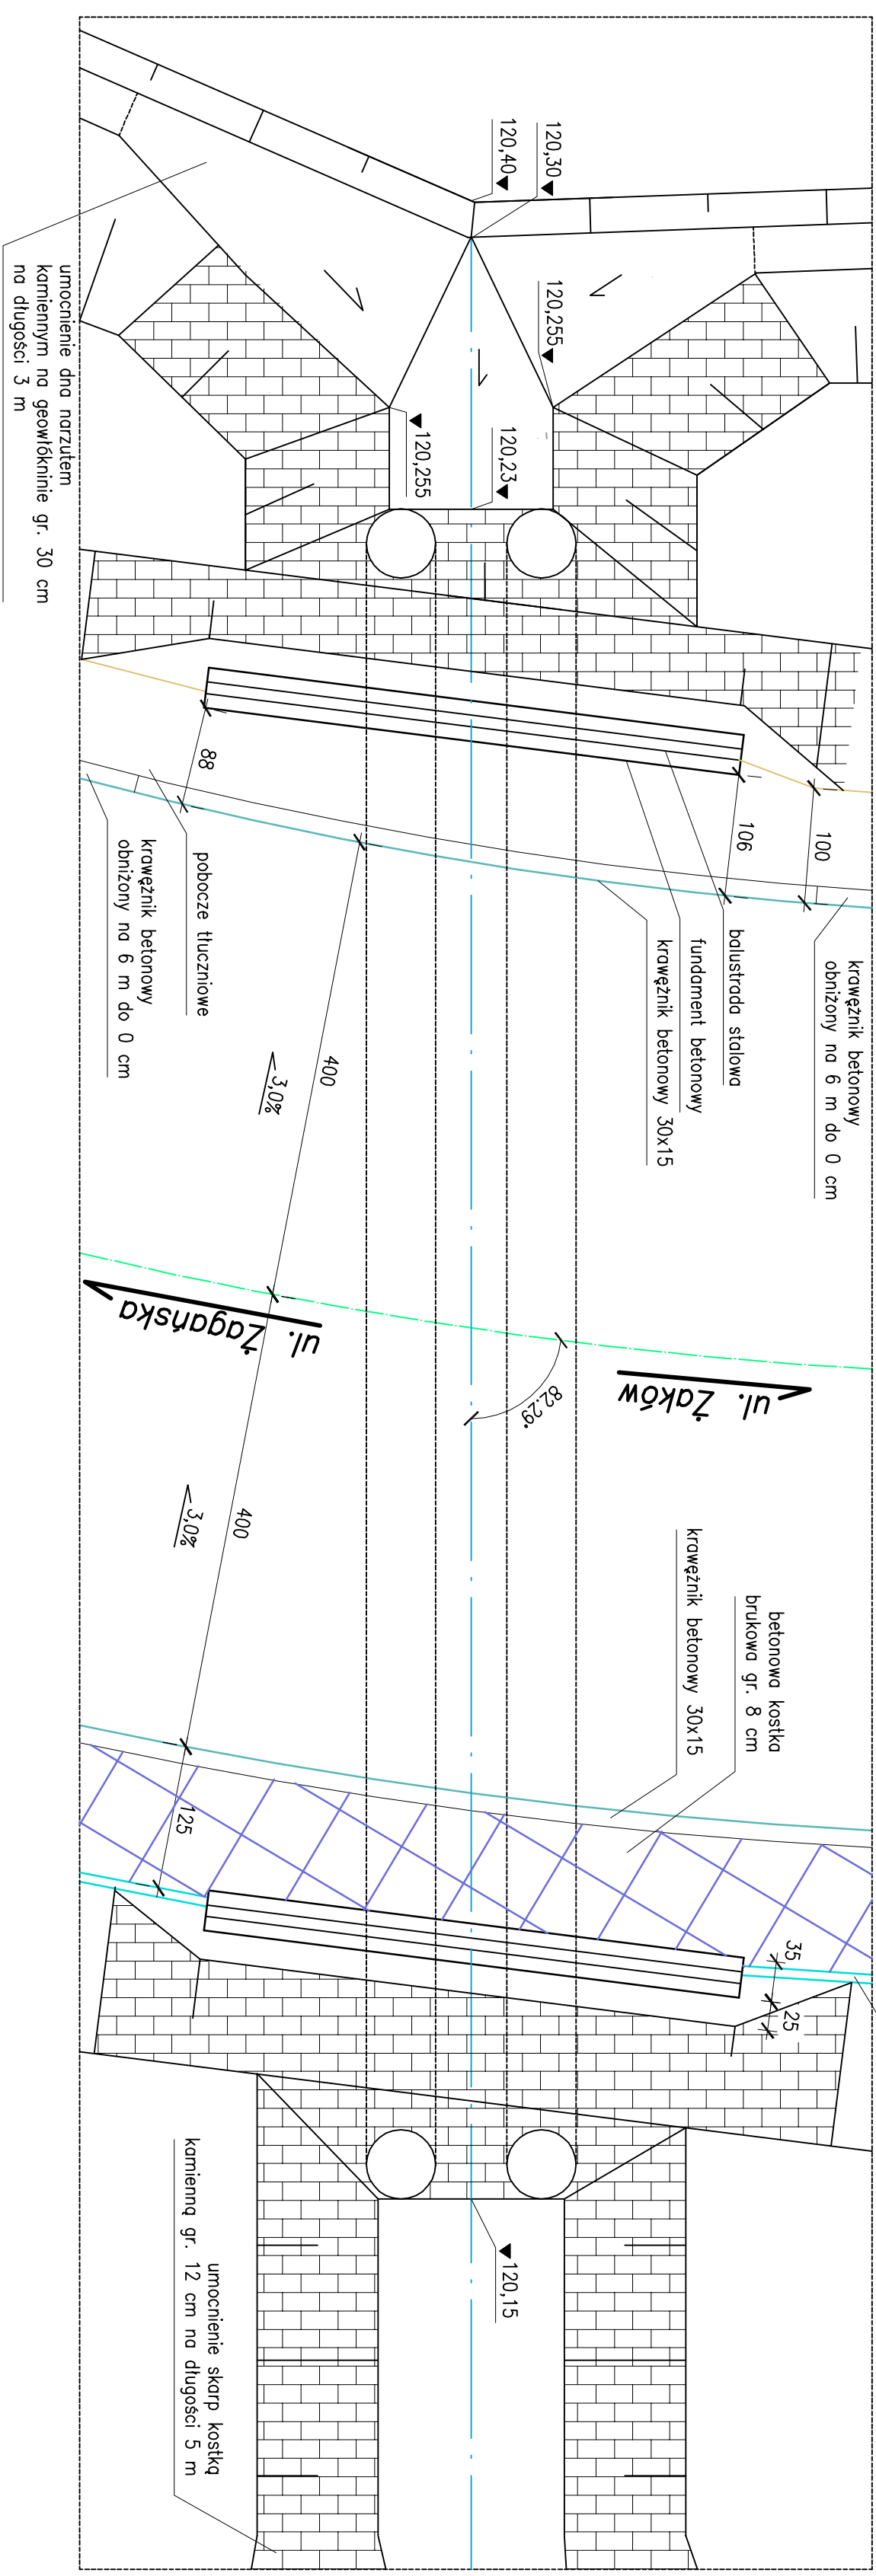 120,40
120,30
120,255
120,255
120,23
umocnienie dna narzutem
kamiennym na geowłókninie gr. 30 cm
na długości 3 m
88
106
100
krawężnik betonowy
obniżony na 6 m do 0 cm
pobocze tłuczniowe
balustrada stalowa
fundament betonowy
krawężnik betonowy 30x15
krawężnik betonowy
obniżony na 6 m do 0 cm
400
3,0%
ul. Żagańska
ul. Żaków
82.29°
400
3,0%
krawężnik betonowy 30x15
betonowa kostka
brukowa gr. 8 cm
125
35
25
120,15
umocnienie skarp kostką
kamienną gr. 12 cm na długości 5 m